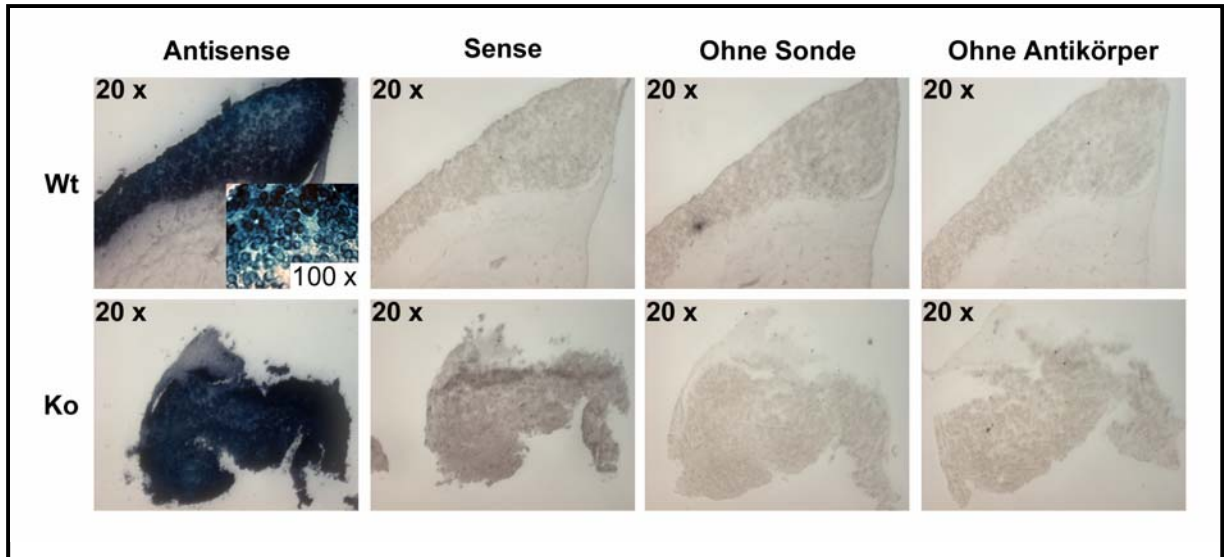 Antisense Sense Ohne Sonde Ohne Antikörper
Wt 20 x 20 x 20 x 20 x
100 x
Ko 20 x 20 x 20 x 20 x